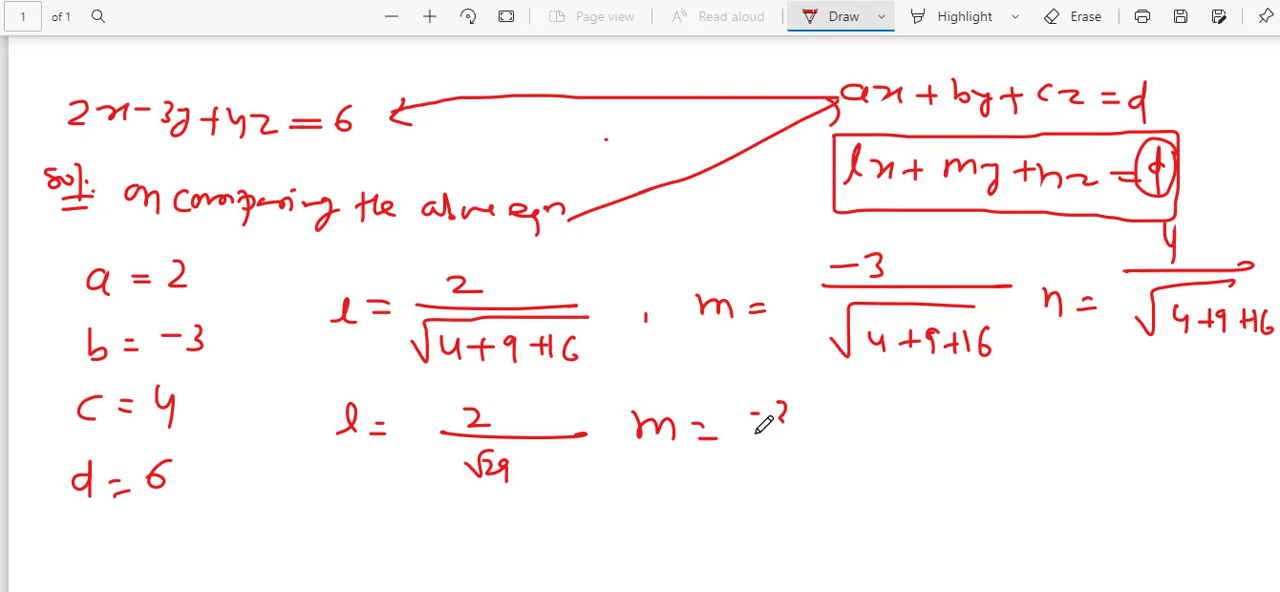 1 of 1 Page view Read aloud Draw Highlight Erase
2x-3y+4z=6
ax+by+cz=d
lx+my+nz=d
Sol: On comparing the above eqn
a=2
l= 2/√4+9+16 , m= -3/√4+9+16 n= 4/√4+9+16
b=-3
c=4
l= 2/√29 m= -3
d=6